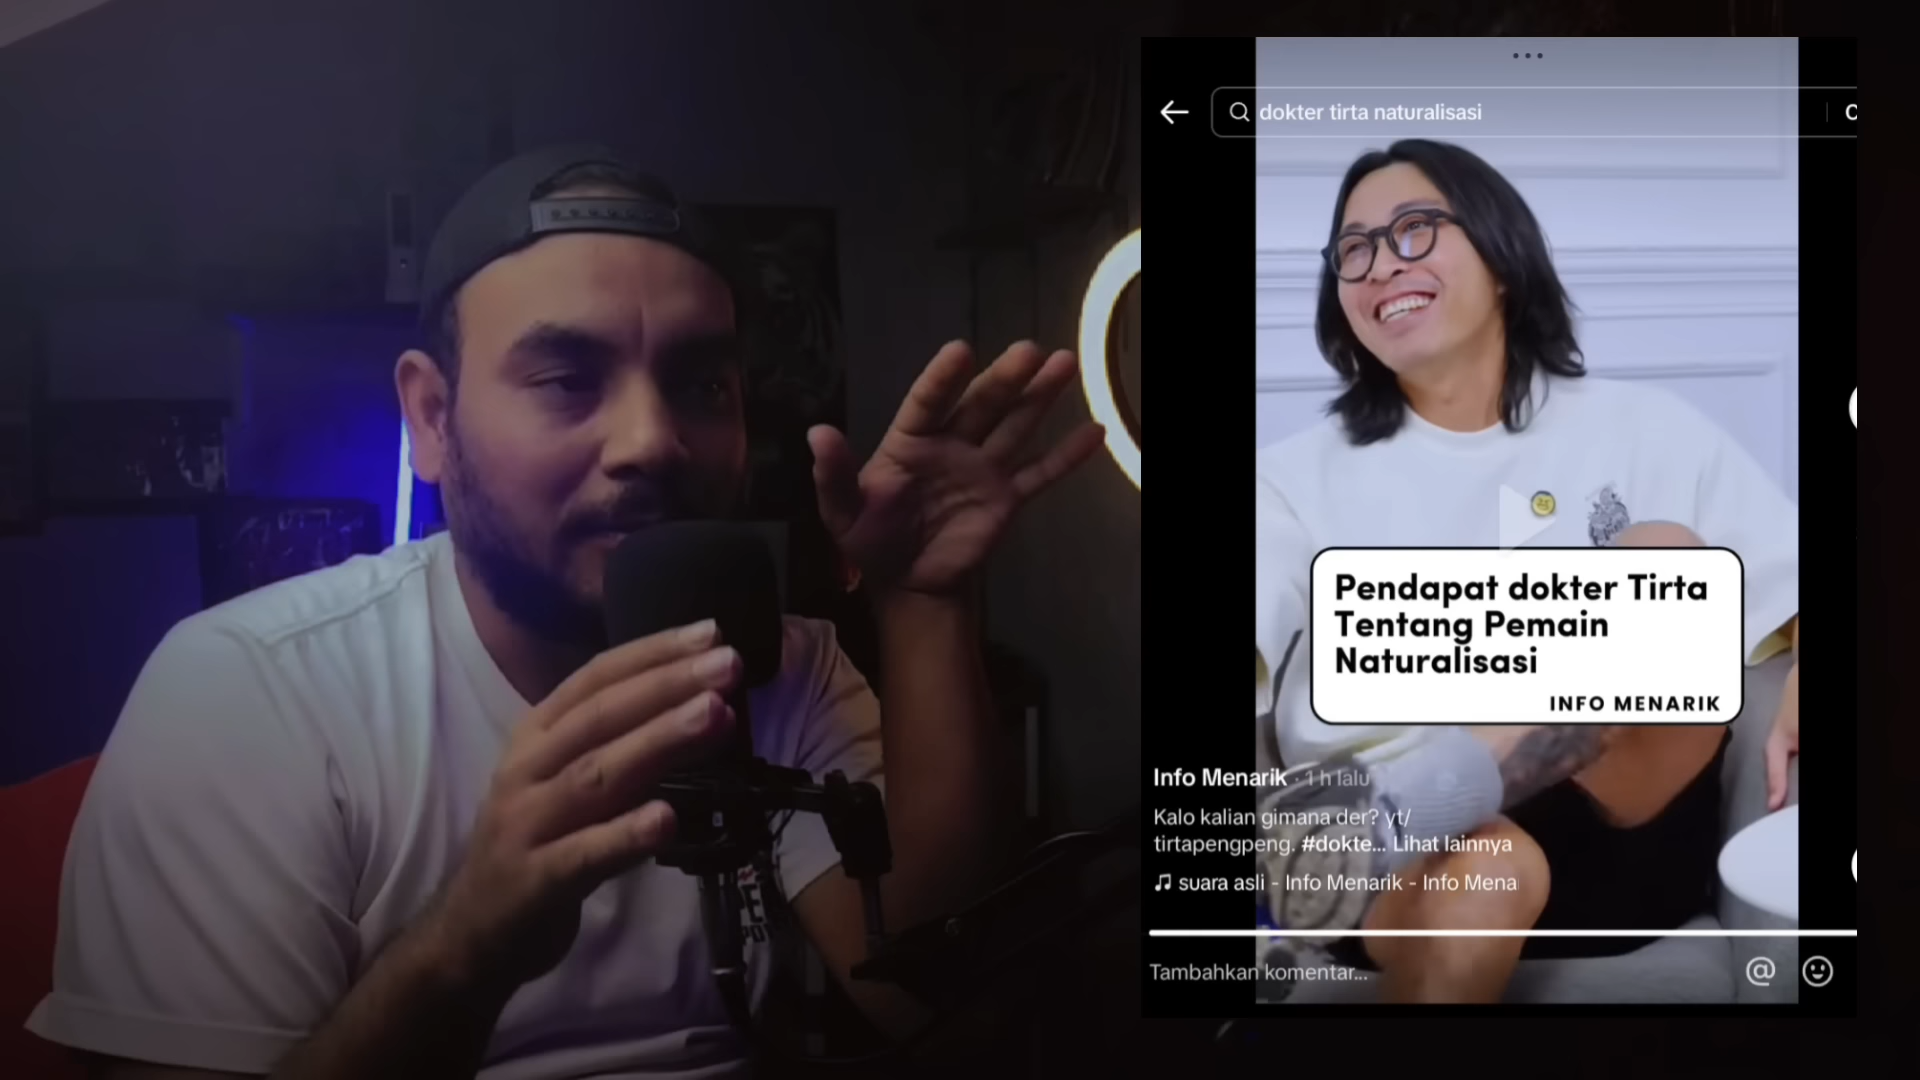 dokter tirta naturalisasi
Pendapat dokter Tirta
Tentang Pemain
Naturalisasi
INFO MENARIK
Info Menarik · 1 h lalu
Kalo kalian gimana der? yt/
tirtapengpeng. #dokte... Lihat lainnya
suara asli - Info Menarik - Info Mena
Tambahkan komentar...